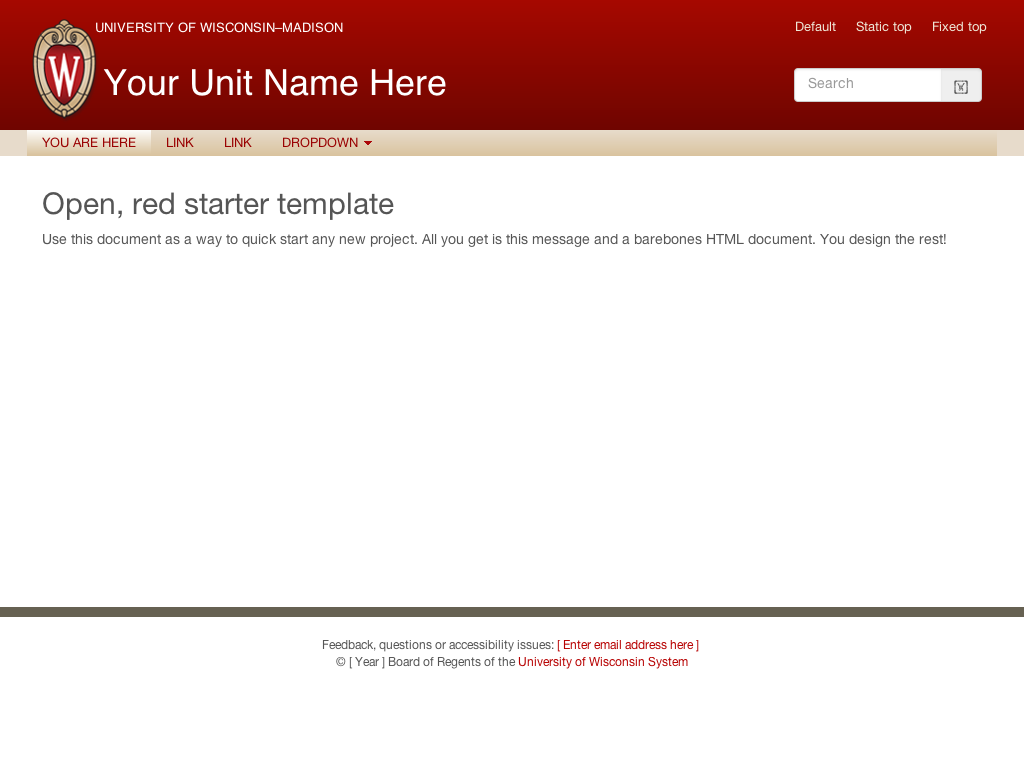 UNIVERSITY OF WISCONSIN–MADISON
Default Static top Fixed top
W
Your Unit Name Here
Search
YOU ARE HERE LINK LINK DROPDOWN
Open, red starter template
Use this document as a way to quick start any new project. All you get is this message and a barebones HTML document. You design the rest!
Feedback, questions or accessibility issues: [ Enter email address here ]
© [ Year ] Board of Regents of the University of Wisconsin System